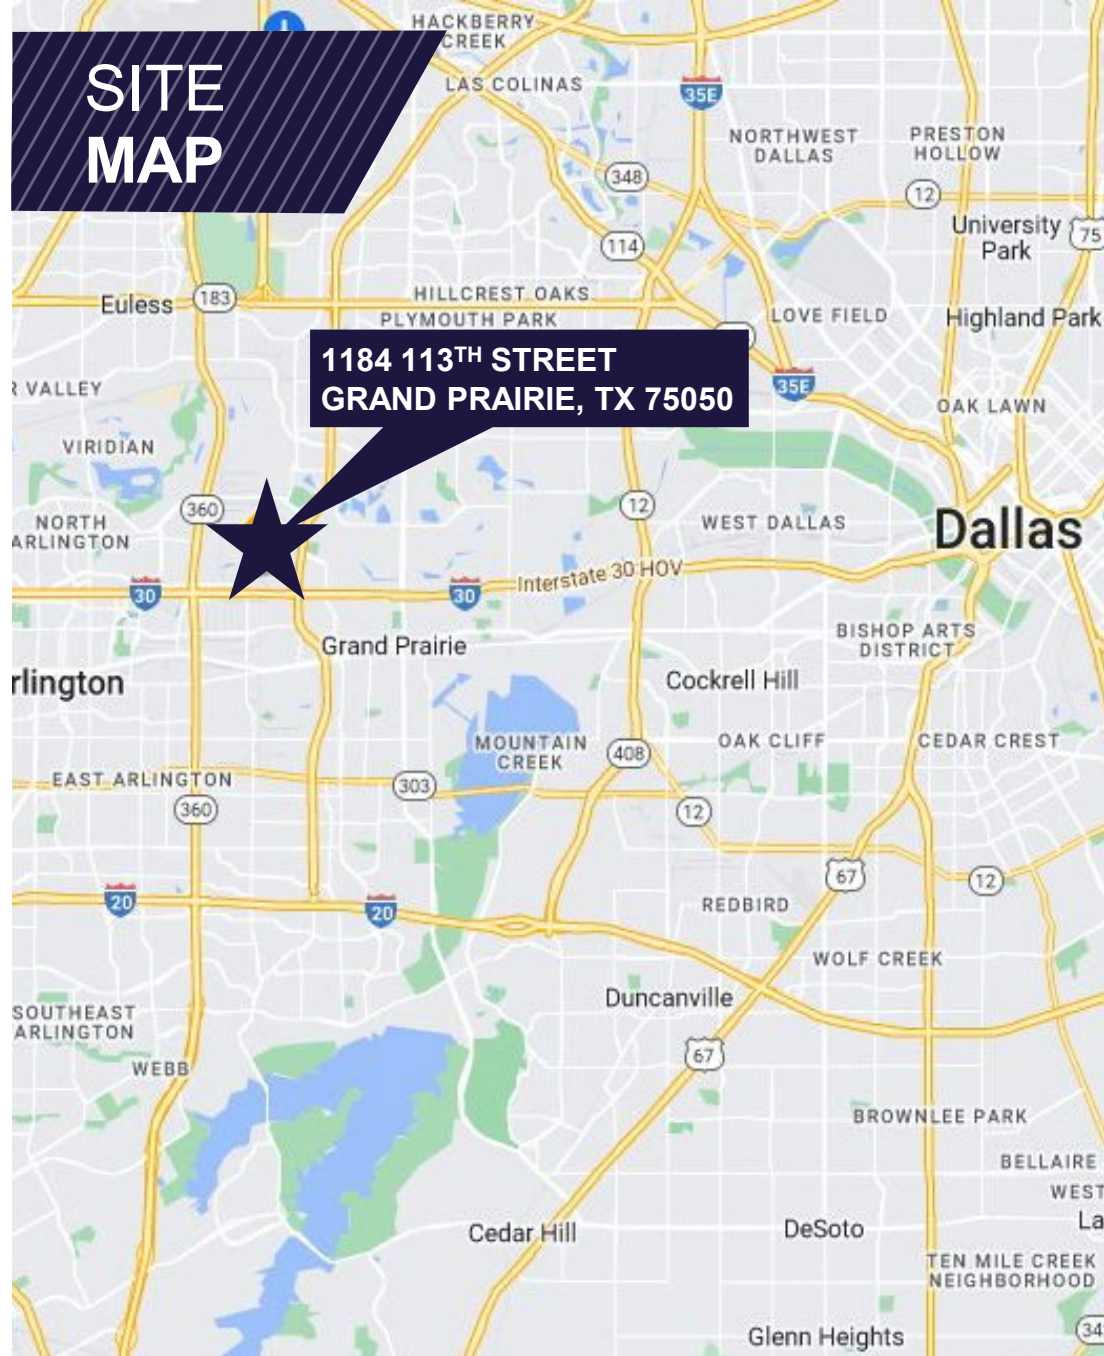 SITE
MAP
HACKBERRY
CREEK
LAS COLINAS
35E
NORTHWEST
DALLAS
PRESTON
HOLLOW
348
12
University
Park
75
114
Euless
183
HILLCREST OAKS
PLYMOUTH PARK
LOVE FIELD
Highland Park
1184 113TH STREET
GRAND PRAIRIE, TX 75050
35E
R VALLEY
OAK LAWN
VIRIDIAN
360
12
NORTH
ARLINGTON
WEST DALLAS
Dallas
Interstate 30 HOV
30
30
BISHOP ARTS
DISTRICT
Grand Prairie
rlington
Cockrell Hill
MOUNTAIN
CREEK
408
OAK CLIFF
CEDAR CREST
EAST ARLINGTON
303
360
12
67
12
20
20
REDBIRD
WOLF CREEK
Duncanville
SOUTHEAST
ARLINGTON
WEBB
67
BROWNLEE PARK
BELLAIRE
WEST
La
Cedar Hill
DeSoto
TEN MILE CREEK
NEIGHBORHOOD
Glenn Heights
34